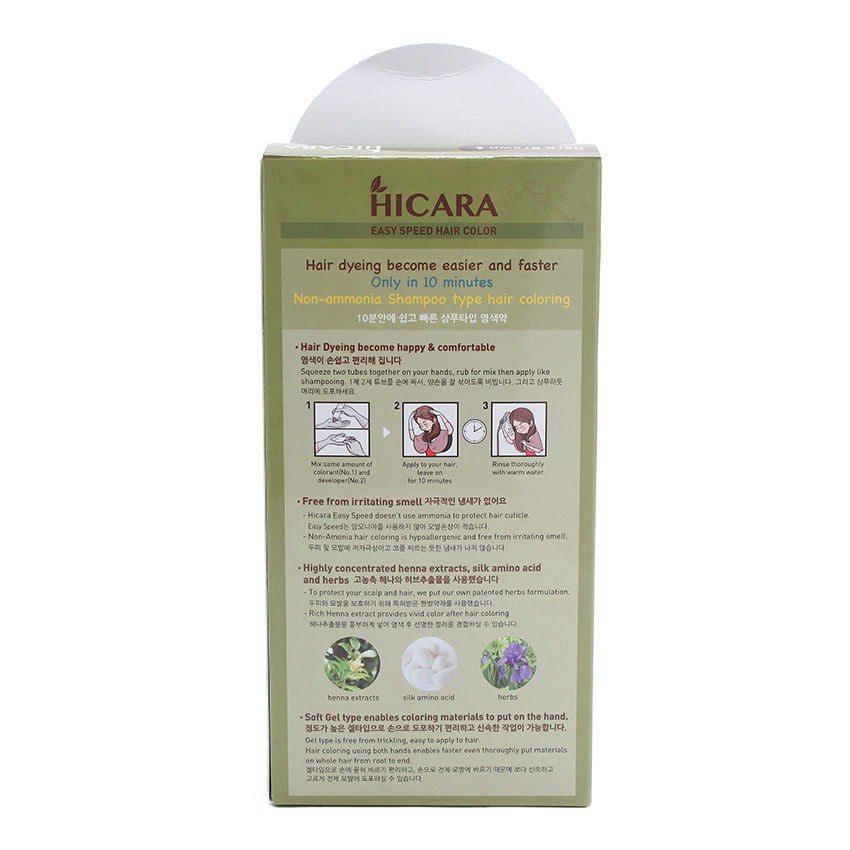 HICARA
Dark Brown 4
HICARA
EASY SPEED HAIR COLOR
Hair dyeing become easier and faster
Only in 10 minutes
Non-ammonia Shampoo type hair coloring
10분안에 쉽고 빠른 샴푸타입 염색약
• Hair Dyeing become happy & comfortable
염색이 손쉽고 편리해 집니다
Squeeze two tubes together on your hands, rub for mix then apply like
shampooing. 1제 2제 튜브를 손에 짜서, 양손을 잘 섞이도록 비빕니다. 그리고 샴푸하듯
머리에 도포하세요.
1 2 3
Mix same amount of
colorant(No.1) and
developer(No.2)
Apply to your hair,
leave on
for 10 minutes
Rinse thoroughly
with warm water
• Free from irritating smell 자극적인 냄새가 없어요
- Hicara Easy Speed doesn't use ammonia to protect hair cuticle.
Easy Speed는 암모니아를 사용하지 않아 모발손상이 적습니다.
- Non-Amonia hair coloring is hypoallergenic and free from irritating smell.
두피 및 모발에 저자극성이고 코를 찌르는 듯한 냄새가 나지 않습니다.
• Highly concentrated henna extracts, silk amino acid
and herbs 고농축 헤나와 허브추출물을 사용했습니다
- To protect your scalp and hair, we put our own patented herbs formulation.
두피와 모발을 보호하기 위해 특허받은 한방약재를 사용했습니다.
- Rich Henna extract provides vivid color after hair coloring
헤나추출물을 풍부하게 넣어 염색 후 선명한 컬러를 경험하실 수 있습니다.
henna extracts
silk amino acid
herbs
• Soft Gel type enables coloring materials to put on the hand.
점도가 높은 겔타입으로 손으로 도포하기 편리하고 신속한 작업이 가능합니다.
Gel type is free from trickling, easy to apply to hair.
Hair coloring using both hands enables faster even thoroughly put materials
on whole hair from root to end.
겔타입으로 손에 묻혀 바르기 편리하고, 손으로 전체 모발에 바르기 때문에 보다 신속하고
고르게 전체 모발에 도포하실 수 있습니다.